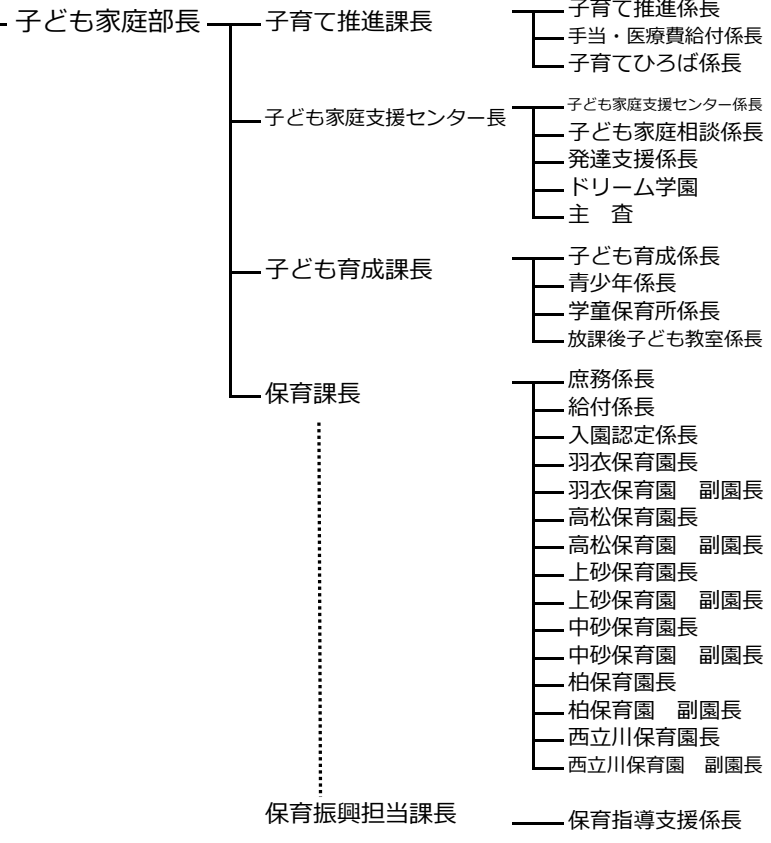 子ども家庭部長
子育て推進課長
子育て推進係長
手当・医療費給付係長
子育てひろば係長
子ども家庭支援センター長
子ども家庭支援センター係長
子ども家庭相談係長
発達支援係長
ドリーム学園
主　査
子ども育成課長
子ども育成係長
青少年係長
学童保育所係長
放課後子ども教室係長
保育課長
庶務係長
給付係長
入園認定係長
羽衣保育園長
羽衣保育園　副園長
高松保育園長
高松保育園　副園長
上砂保育園長
上砂保育園　副園長
中砂保育園長
中砂保育園　副園長
柏保育園長
柏保育園　副園長
西立川保育園長
西立川保育園　副園長
保育振興担当課長
保育指導支援係長